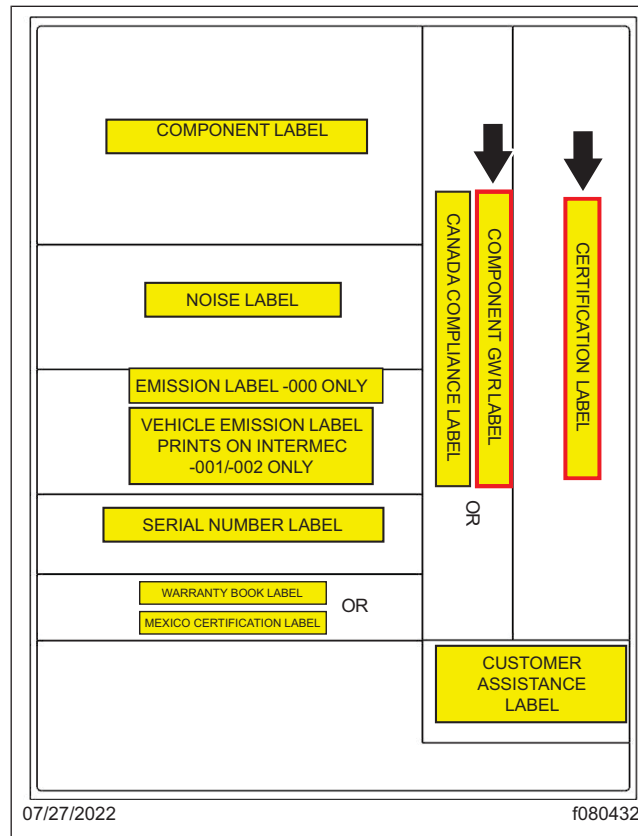 COMPONENT LABEL
NOISE LABEL
EMISSION LABEL -000 ONLY
VEHICLE EMISSION LABEL
PRINTS ON INTERMEC
-001/-002 ONLY
SERIAL NUMBER LABEL
WARRANTY BOOK LABEL
OR
MEXICO CERTIFICATION LABEL
CANADA COMPLIANCE LABEL
OR
COMPONENT GWR LABEL
CERTIFICATION LABEL
CUSTOMER
ASSISTANCE
LABEL
07/27/2022
f080432